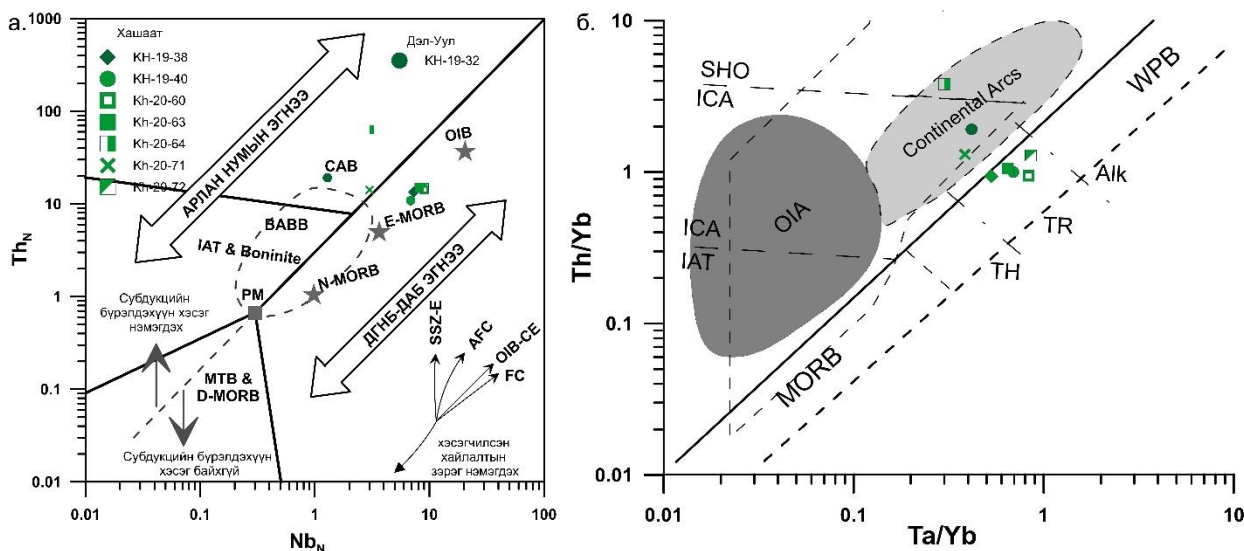 а.
1000
100
10
1
0.1
0.01
Th_N
0.01
0.1
1
10
100
Nb_N
Хашаат
KH-19-38
KH-19-40
Kh-20-60
Kh-20-63
Kh-20-64
Kh-20-71
Kh-20-72
Дэл-Уул
KH-19-32
АРЛАН НУМЫН ЭГНЭЭ
OIB
CAB
BABB
E-MORB
IAT & Boninite
N-MORB
PM
ДГНБ-ДАБ ЭГНЭЭ
Субдукцийн
бүрэлдэхүүн хэсэг
нэмэгдэх
MTB &
D-MORB
Субдукцийн бүрэлдэхүүн
хэсэг байхгүй
SSZ-E
AFC
OIB-CE
FC
хэсэгчилсэн
хайлалтын
зэрэг нэмэгдэх
б.
10
1
0.1
0.01
Th/Yb
0.01
0.1
1
10
Ta/Yb
SHO
ICA
Continental Arcs
WPB
OIA
Alk
ICA
IAT
TR
TH
MORB